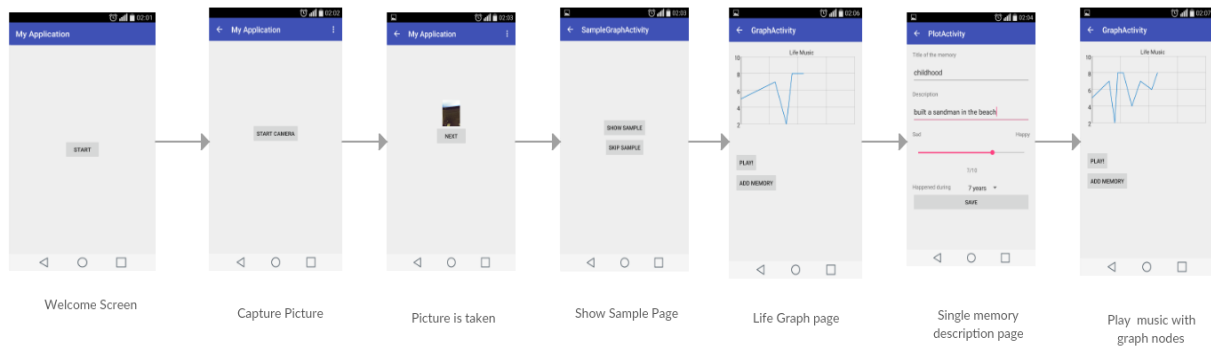 02:01
My Application
START
Welcome Screen
02:02
My Application
START CAMERA
Capture Picture
02:03
My Application
NEXT
Picture is taken
02:03
SampleGraphActivity
SHOW SAMPLE
SKIP SAMPLE
Show Sample Page
02:06
GraphActivity
Life Music
10
8
6
4
2
PLAY!
ADD MEMORY
Life Graph page
02:04
PlotActivity
Title of the memory
childhood
Description
built a sandman in the beach
Sad
Happy
7/10
Happened during
7 years
SAVE
Single memory
description page
02:07
GraphActivity
Life Music
10
8
6
4
2
PLAY!
ADD MEMORY
Play music with
graph nodes